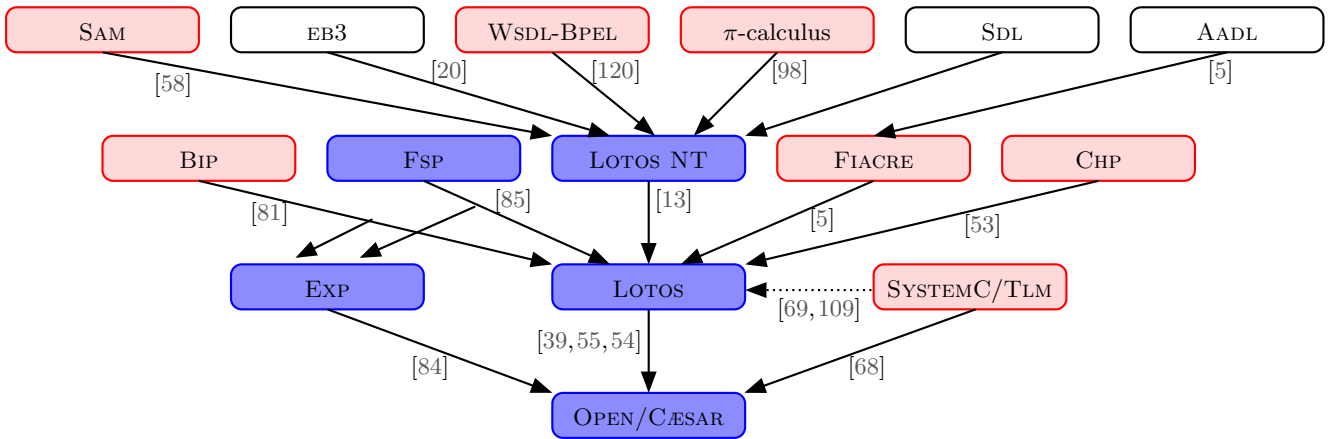 Sam
eb3
Wsdl-Bpel
π-calculus
Sdl
Aadl
[58]
[20]
[120]
[98]
[5]
Bip
Fsp
Lotos NT
Fiacre
Chp
[81]
[85]
[13]
[5]
[53]
Exp
Lotos
SystemC/Tlm
[69,109]
[84]
[39,55,54]
[68]
Open/Cæsar